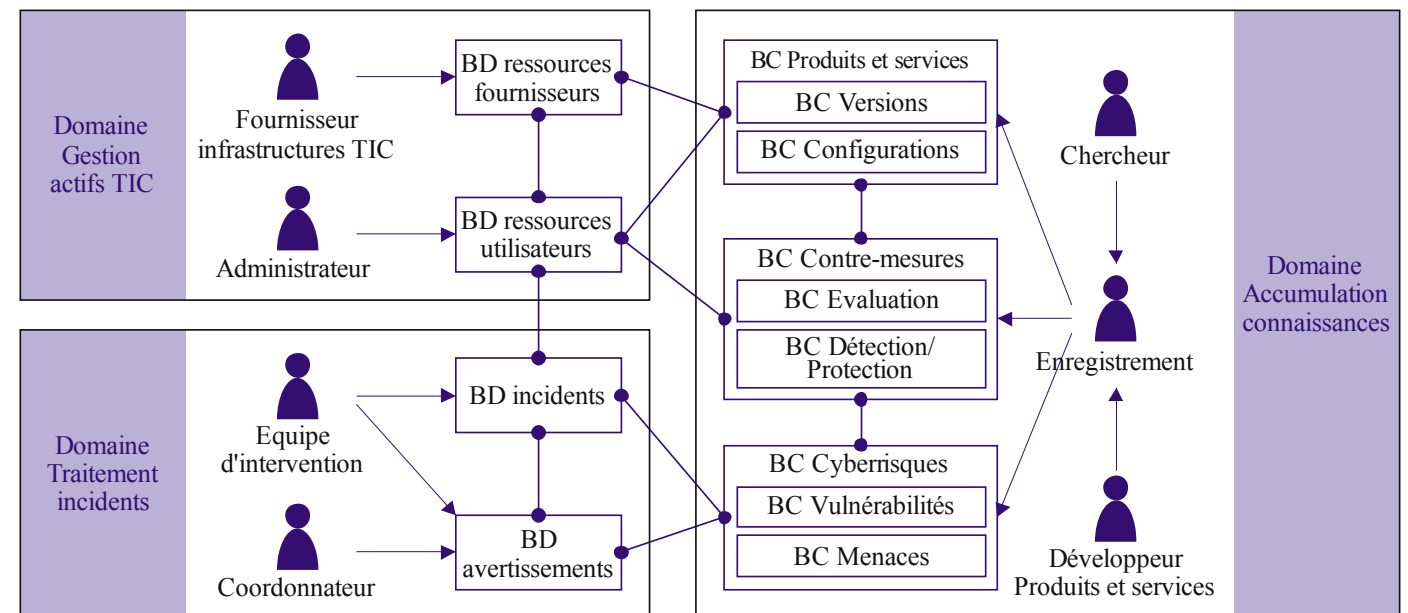 Domaine
Gestion
actifs TIC
Fournisseur
infrastructures TIC
Administrateur
BD ressources
fournisseurs
BD ressources
utilisateurs
Domaine
Traitement
incidents
Equipe
d'intervention
Coordonnateur
BD incidents
BD
avertissements
BC Produits et services
BC Versions
BC Configurations
BC Contre-mesures
BC Evaluation
BC Détection/
Protection
BC Cyberrisques
BC Vulnérabilités
BC Menaces
Chercheur
Enregistrement
Développeur
Produits et services
Domaine
Accumulation
connaissances